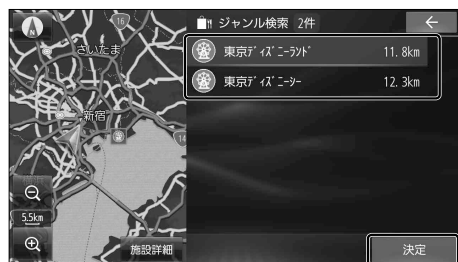 ジャンル検索 2件
東京ﾃﾞｨｽﾞﾆｰﾗﾝﾄﾞ 11.8km
東京ﾃﾞｨｽﾞﾆｰｼｰ 12.3km
16
さいたま
新宿
14
5.5km
施設詳細
決定